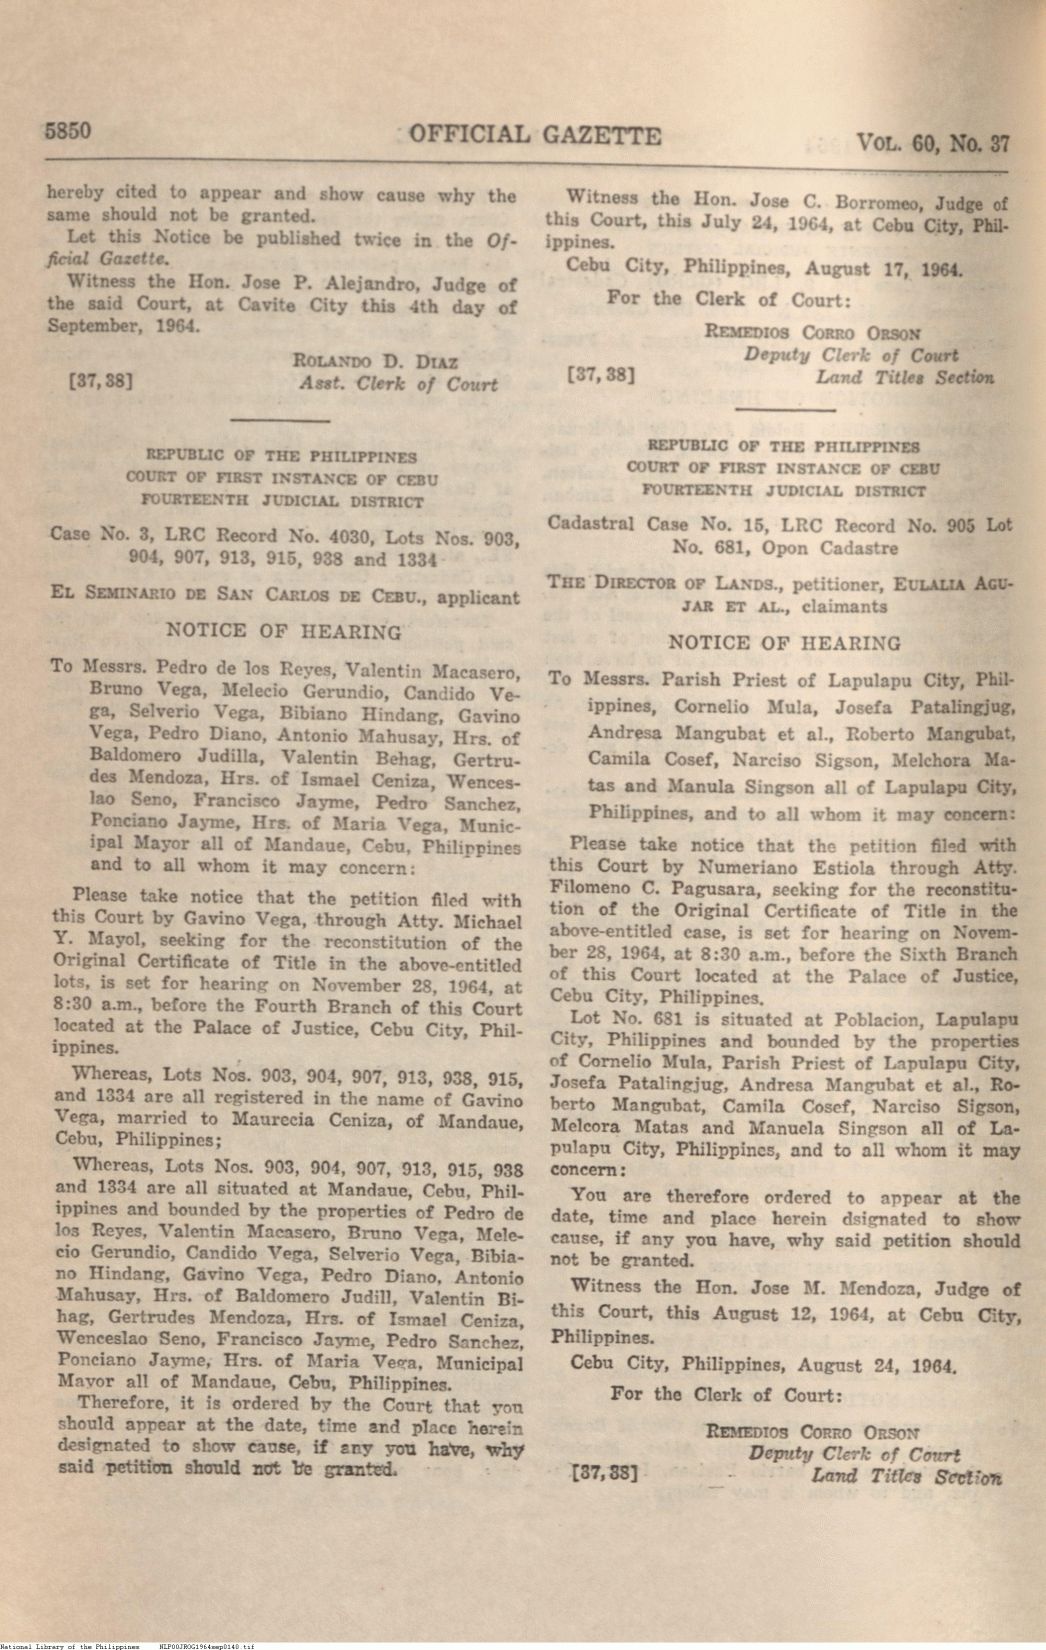 5850
OFFICIAL GAZETTE
VOL. 60, No. 37
hereby cited to appear and show cause why the
same should not be granted.
Let this Notice be published twice in the Of-
ficial Gazette.
Witness the Hon. Jose P. Alejandro, Judge of
the said Court, at Cavite City this 4th day of
September, 1964.
ROLANDO D. DIAZ
[37,38] Asst. Clerk of Court
REPUBLIC OF THE PHILIPPINES
COURT OF FIRST INSTANCE OF CEBU
FOURTEENTH JUDICIAL DISTRICT
Case No. 3, LRC Record No. 4030, Lots Nos. 903,
904, 907, 913, 915, 938 and 1334
EL SEMINARIO DE SAN CARLOS DE CEBU., applicant
NOTICE OF HEARING
To Messrs. Pedro de los Reyes, Valentin Macasero,
Bruno Vega, Melecio Gerundio, Candido Ve-
ga, Selverio Vega, Bibiano Hindang, Gavino
Vega, Pedro Diano, Antonio Mahusay, Hrs. of
Baldomero Judilla, Valentin Behag, Gertru-
des Mendoza, Hrs. of Ismael Ceniza, Wences-
lao Seno, Francisco Jayme, Pedro Sanchez,
Ponciano Jayme, Hrs. of Maria Vega, Munic-
ipal Mayor all of Mandaue, Cebu, Philippines
and to all whom it may concern:
Please take notice that the petition filed with
this Court by Gavino Vega, through Atty. Michael
Y. Mayol, seeking for the reconstitution of the
Original Certificate of Title in the above-entitled
lots, is set for hearing on November 28, 1964, at
8:30 a.m., before the Fourth Branch of this Court
located at the Palace of Justice, Cebu City, Phil-
ippines.
Whereas, Lots Nos. 903, 904, 907, 913, 938, 915,
and 1334 are all registered in the name of Gavino
Vega, married to Maurecia Ceniza, of Mandaue,
Cebu, Philippines;
Whereas, Lots Nos. 903, 904, 907, 913, 915, 938
and 1334 are all situated at Mandaue, Cebu, Phil-
ippines and bounded by the properties of Pedro de
los Reyes, Valentin Macasero, Bruno Vega, Mele-
cio Gerundio, Candido Vega, Selverio Vega, Bibia-
no Hindang, Gavino Vega, Pedro Diano, Antonio
Mahusay, Hrs. of Baldomero Judill, Valentin Bi-
hag, Gertrudes Mendoza, Hrs. of Ismael Ceniza,
Wenceslao Seno, Francisco Jayme, Pedro Sanchez,
Ponciano Jayme, Hrs. of Maria Vega, Municipal
Mayor all of Mandaue, Cebu, Philippines.
Therefore, it is ordered by the Court that you
should appear at the date, time and place herein
designated to show cause, if any you have, why
said petition should not be granted.
Witness the Hon. Jose C. Borromeo, Judge of
this Court, this July 24, 1964, at Cebu City, Phil-
ippines.
Cebu City, Philippines, August 17, 1964.
For the Clerk of Court:
REMEDIOS CORRO ORSON
Deputy Clerk of Court
[37,38] Land Titles Section
REPUBLIC OF THE PHILIPPINES
COURT OF FIRST INSTANCE OF CEBU
FOURTEENTH JUDICIAL DISTRICT
Cadastral Case No. 15, LRC Record No. 905 Lot
No. 681, Opon Cadastre
THE DIRECTOR OF LANDS., petitioner, EULALIA AGU-
JAR ET AL., claimants
NOTICE OF HEARING
To Messrs. Parish Priest of Lapulapu City, Phil-
ippines, Cornelio Mula, Josefa Patalingjug,
Andresa Mangubat et al., Roberto Mangubat,
Camila Cosef, Narciso Sigson, Melchora Ma-
tas and Manula Singson all of Lapulapu City,
Philippines, and to all whom it may concern:
Please take notice that the petition filed with
this Court by Numeriano Estiola through Atty.
Filomeno C. Pagusara, seeking for the reconstitu-
tion of the Original Certificate of Title in the
above-entitled case, is set for hearing on Novem-
ber 28, 1964, at 8:30 a.m., before the Sixth Branch
of this Court located at the Palace of Justice,
Cebu City, Philippines.
Lot No. 681 is situated at Poblacion, Lapulapu
City, Philippines and bounded by the properties
of Cornelio Mula, Parish Priest of Lapulapu City,
Josefa Patalingjug, Andresa Mangubat et al., Ro-
berto Mangubat, Camila Cosef, Narciso Sigson,
Melcora Matas and Manuela Singson all of La-
pulapu City, Philippines, and to all whom it may
concern:
You are therefore ordered to appear at the
date, time and place herein dsignated to show
cause, if any you have, why said petition should
not be granted.
Witness the Hon. Jose M. Mendoza, Judge of
this Court, this August 12, 1964, at Cebu City,
Philippines.
Cebu City, Philippines, August 24, 1964.
For the Clerk of Court:
REMEDIOS CORRO ORSON
Deputy Clerk of Court
[37,38] Land Titles Section
National Library of the Philippines NLP00JROG1964sep0140.tif